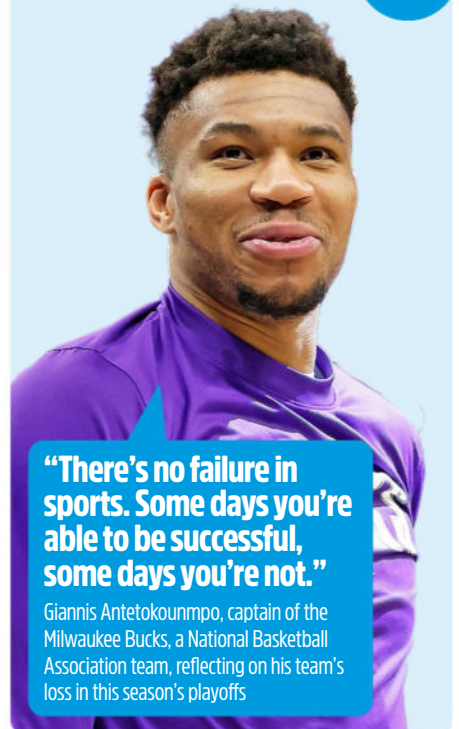 “There’s no failure in
sports. Some days you’re
able to be successful,
some days you’re not.”
Giannis Antetokounmpo, captain of the
Milwaukee Bucks, a National Basketball
Association team, reflecting on his team’s
loss in this season’s playoffs